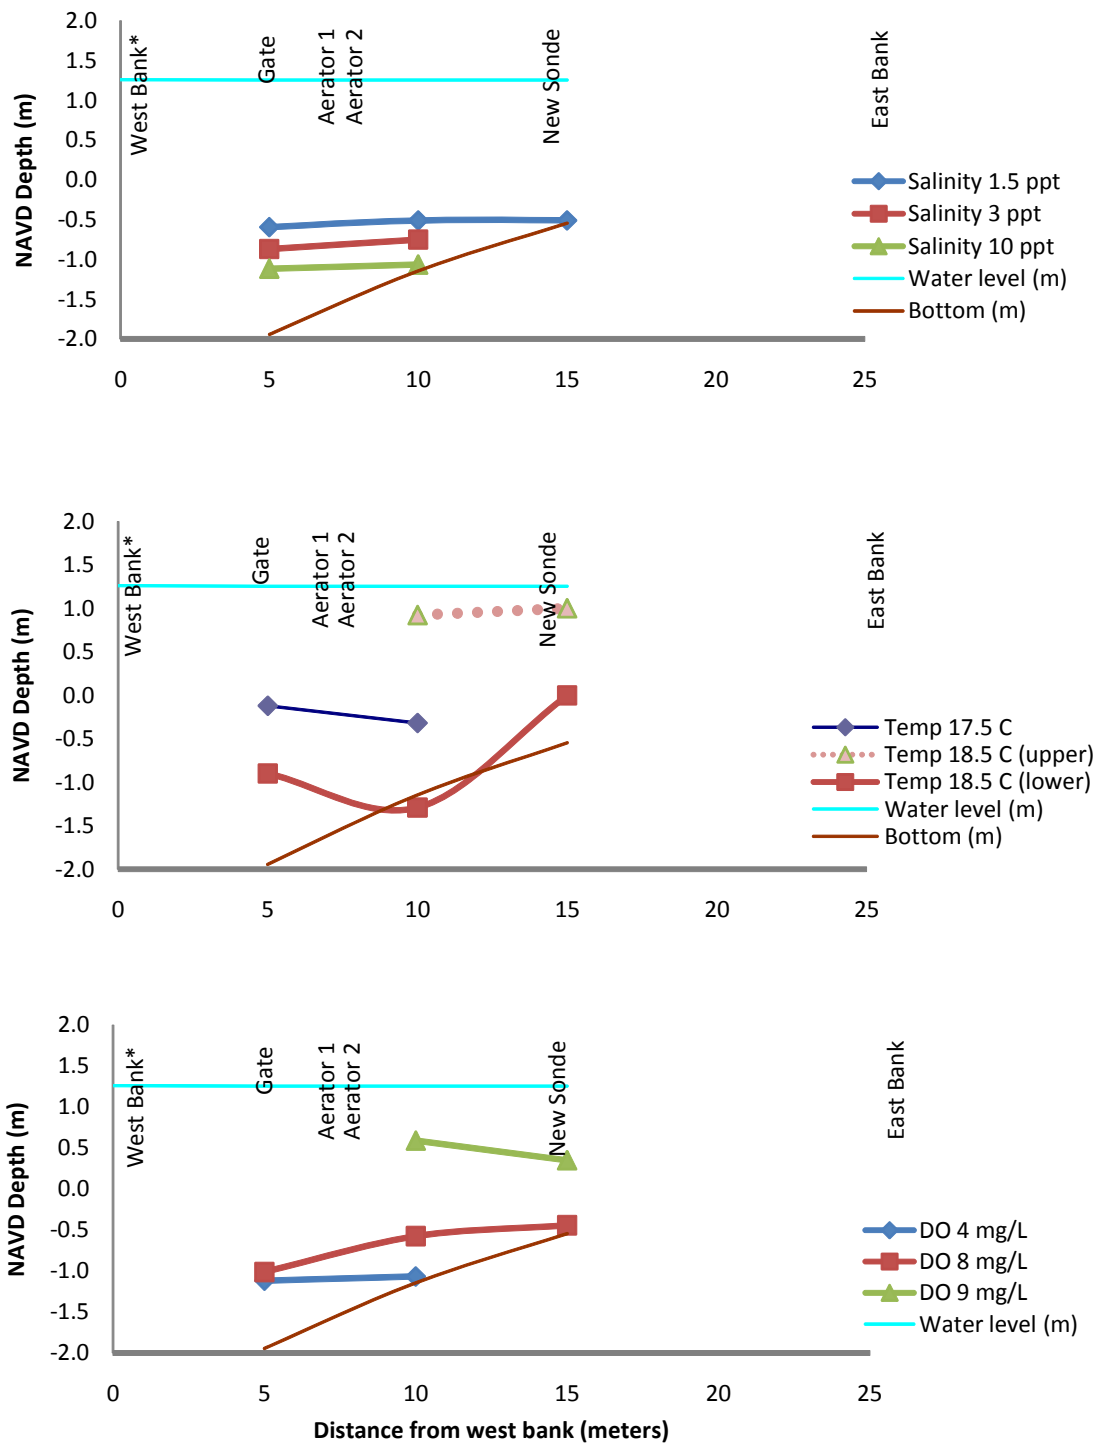 2.0
1.5
1.0
0.5
0.0
-0.5
-1.0
-1.5
-2.0
NAVD Depth (m)
West Bank*
Gate
Aerator 1
Aerator 2
New Sonde
East Bank
Salinity 1.5 ppt
Salinity 3 ppt
Salinity 10 ppt
Water level (m)
Bottom (m)
0 5 10 15 20 25
2.0
1.5
1.0
0.5
0.0
-0.5
-1.0
-1.5
-2.0
NAVD Depth (m)
West Bank*
Gate
Aerator 1
Aerator 2
New Sonde
East Bank
Temp 17.5 C
Temp 18.5 C (upper)
Temp 18.5 C (lower)
Water level (m)
Bottom (m)
0 5 10 15 20 25
2.0
1.5
1.0
0.5
0.0
-0.5
-1.0
-1.5
-2.0
NAVD Depth (m)
West Bank*
Gate
Aerator 1
Aerator 2
New Sonde
East Bank
DO 4 mg/L
DO 8 mg/L
DO 9 mg/L
Water level (m)
0 5 10 15 20 25
Distance from west bank (meters)